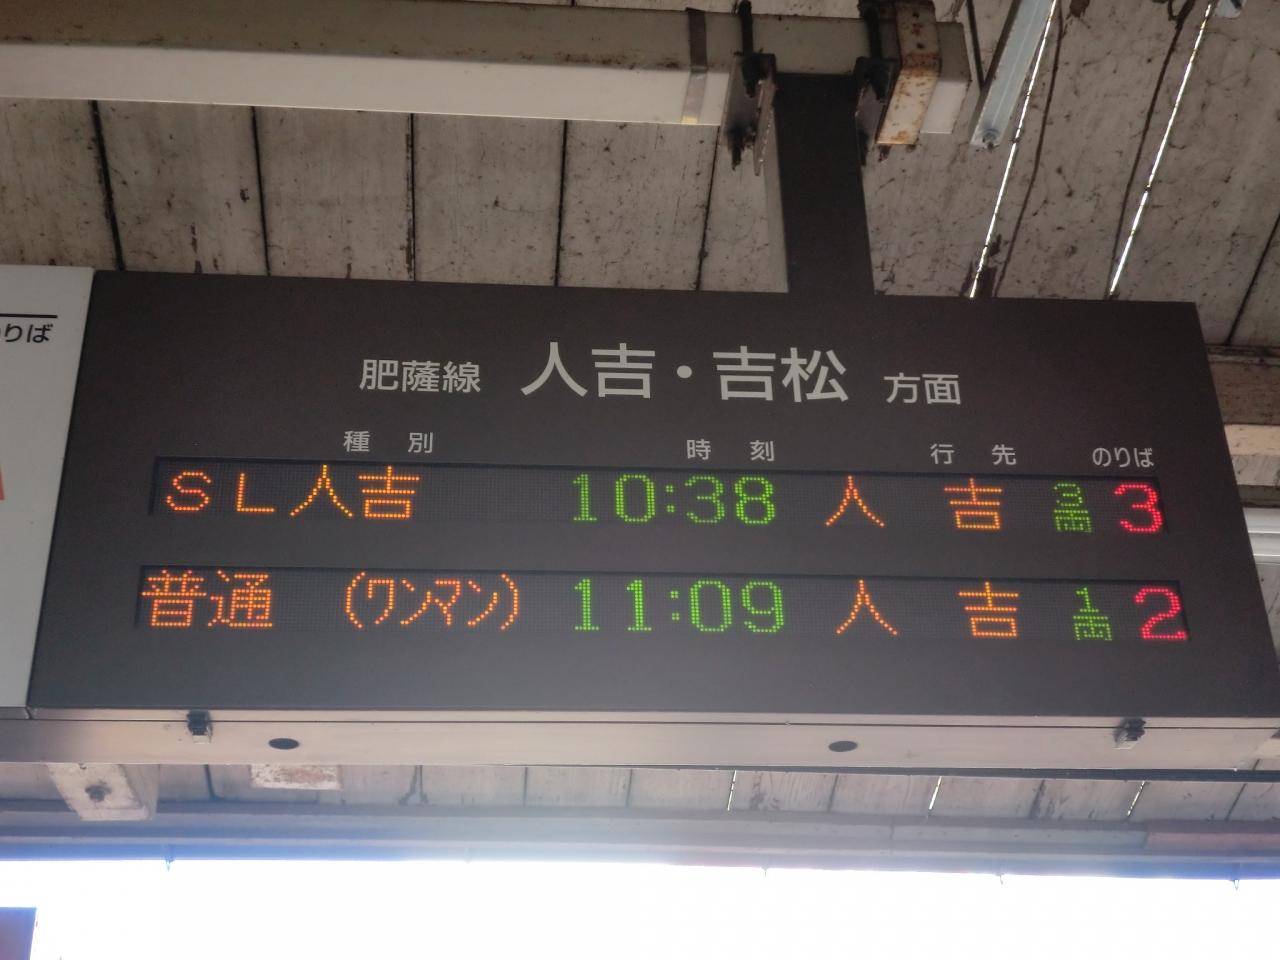 りば
肥薩線 人吉・吉松 方面
種別 時刻 行先 のりば
SL人吉 10:38 人吉 3両 3
普通 (ワンマン) 11:09 人吉 1両 2